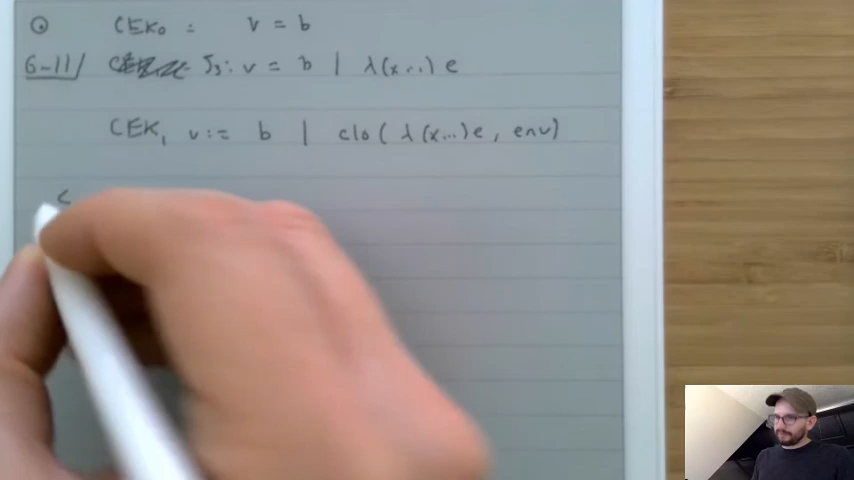 ⊙ CEK₀ : v = b
6-11/ J₃: v = b | λ(x...) e
CEK₁ v := b | clo( λ(x...)e, env)
<